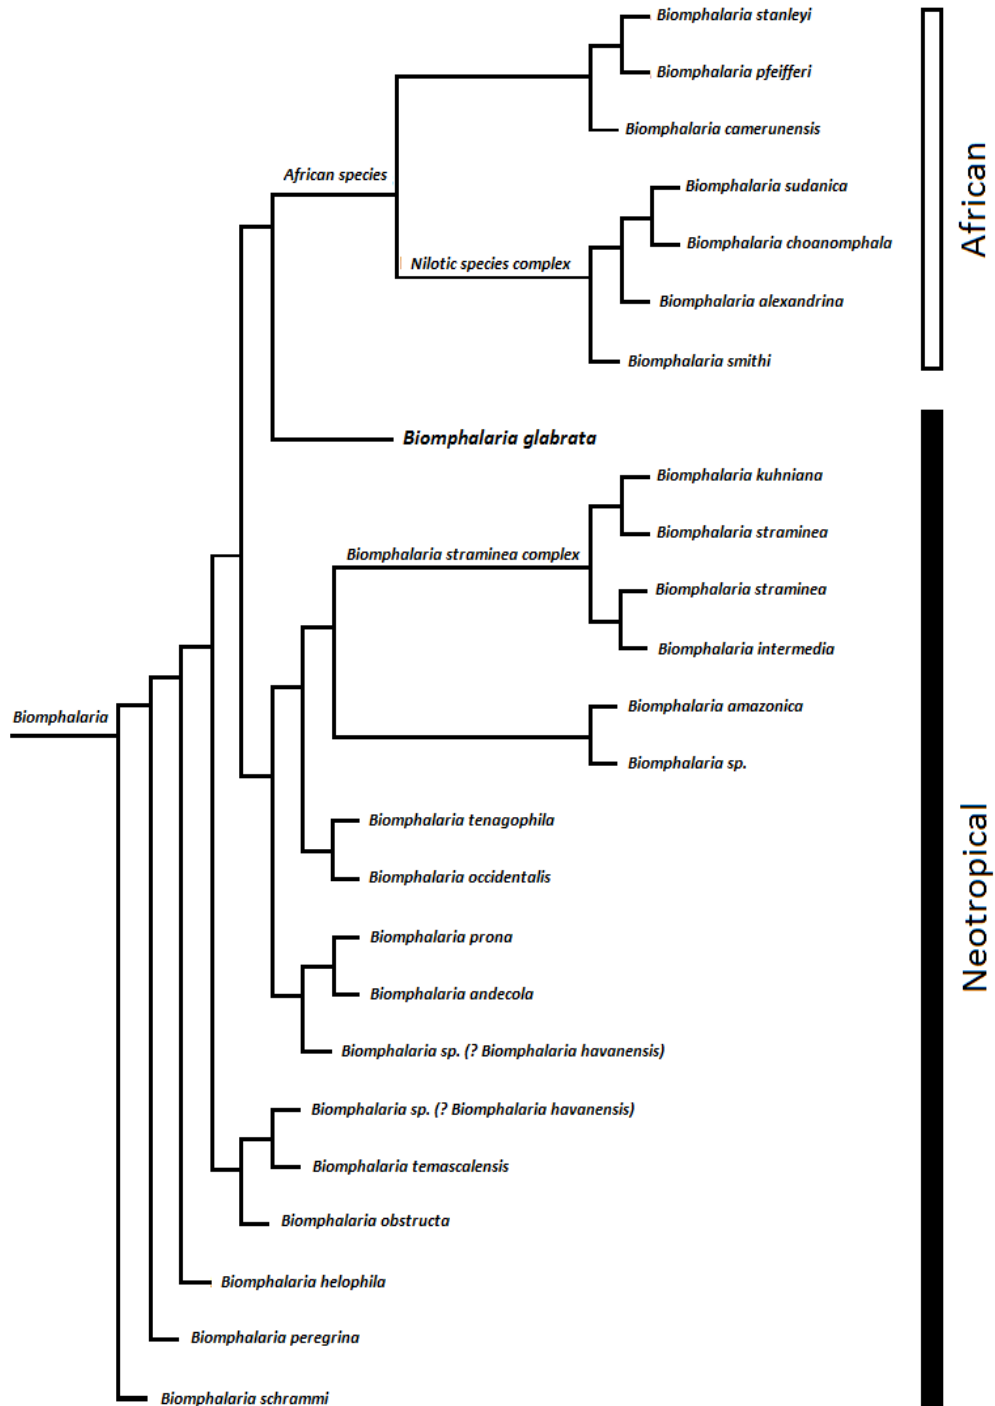 Biomphalaria stanleyi
Biomphalaria pfeifferi
Biomphalaria camerunensis
African species
Biomphalaria sudanica
Biomphalaria choanomphala
Nilotic species complex
Biomphalaria alexandrina
Biomphalaria smithi
African
Biomphalaria glabrata
Biomphalaria kuhniana
Biomphalaria straminea
Biomphalaria straminea complex
Biomphalaria straminea
Biomphalaria intermedia
Biomphalaria amazonica
Biomphalaria
Biomphalaria sp.
Biomphalaria tenagophila
Biomphalaria occidentalis
Neotropical
Biomphalaria prona
Biomphalaria andecola
Biomphalaria sp. (? Biomphalaria havanensis)
Biomphalaria sp. (? Biomphalaria havanensis)
Biomphalaria temascalensis
Biomphalaria obstructa
Biomphalaria helophila
Biomphalaria peregrina
Biomphalaria schrammi